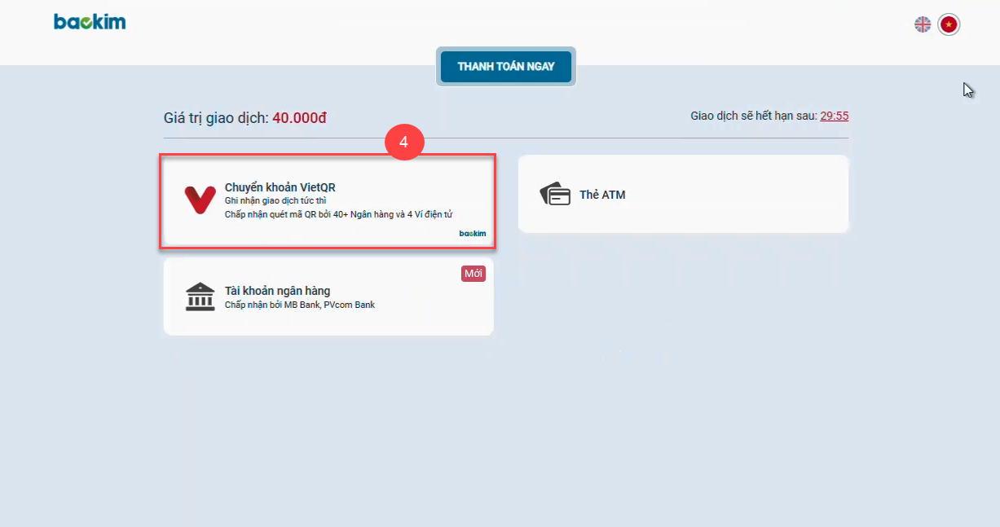 baokim
THANH TOÁN NGAY
Giá trị giao dịch: 40.000đ
Giao dịch sẽ hết hạn sau: 29:55
4
Chuyển khoản VietQR
Ghi nhận giao dịch tức thì
Chấp nhận quét mã QR bởi 40+ Ngân hàng và 4 Ví điện tử
baokim
Thẻ ATM
Mới
Tài khoản ngân hàng
Chấp nhận bởi MB Bank, PVcom Bank